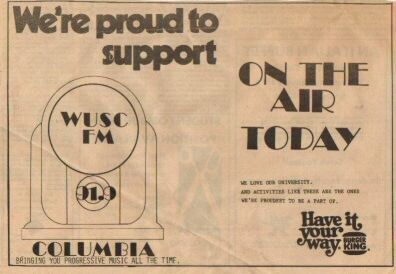 We're proud to
support
WUSC
FM
91.9
COLUMBIA
BRINGING YOU PROGRESSIVE MUSIC ALL THE TIME.
ON THE
AIR
TODAY
WE LOVE OUR UNIVERSITY.
AND ACTIVITIES LIKE THESE ARE THE ONES
WE'RE PROUDEST TO BE A PART OF.
Have it
your
way.
BURGER
KING.